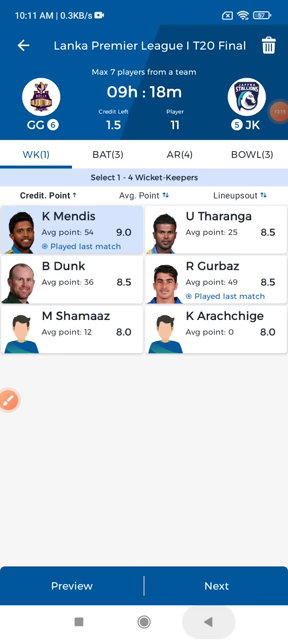 10:11 AM | 0.3KB/s
57
Lanka Premier League I T20 Final
Max 7 players from a team
09h : 18m
Credit Left
Player
GG 6
1.5
11
5 JK
WK(1)
BAT(3)
AR(4)
BOWL(3)
Select 1 - 4 Wicket-Keepers
Credit. Point↑
Avg. Point
Lineupsout
K Mendis
Avg point: 54
9.0
Played last match
U Tharanga
Avg point: 25
8.5
B Dunk
Avg point: 36
8.5
R Gurbaz
Avg point: 49
8.5
Played last match
M Shamaaz
Avg point: 12
8.0
K Arachchige
Avg point: 0
8.0
Preview
Next